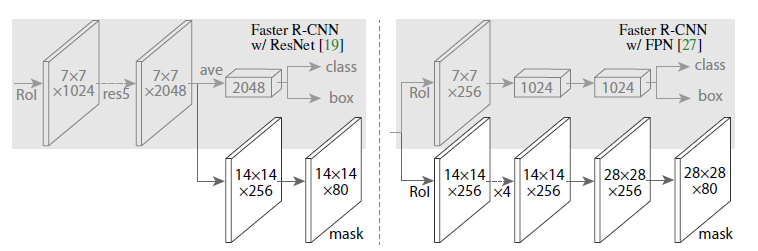 Faster R-CNN
w/ ResNet [19]
RoI
7×7
×1024
res5
7×7
×2048
ave
2048
class
box
14×14
×256
14×14
×80
mask
Faster R-CNN
w/ FPN [27]
RoI
7×7
×256
1024
1024
class
box
RoI
14×14
×256
×4
14×14
×256
28×28
×256
28×28
×80
mask